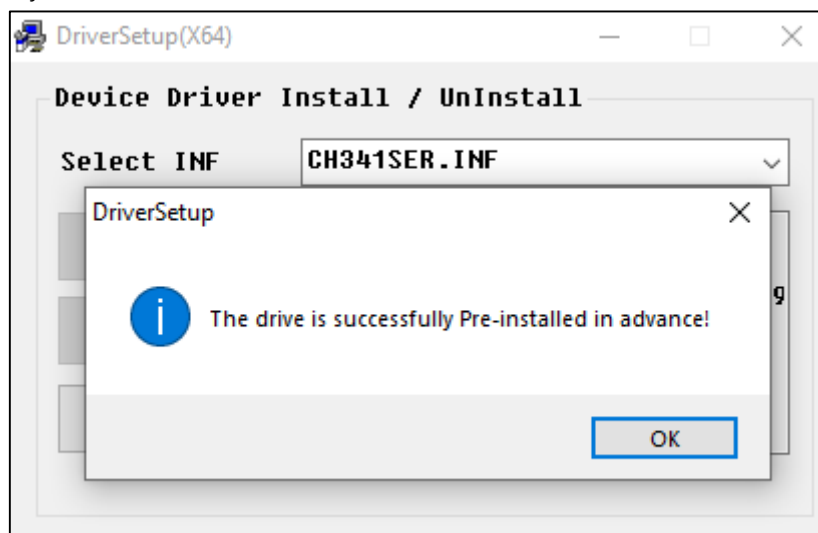 DriverSetup(X64)
Device Driver Install / UnInstall
Select INF
CH341SER.INF
DriverSetup
The drive is successfully Pre-installed in advance!
OK